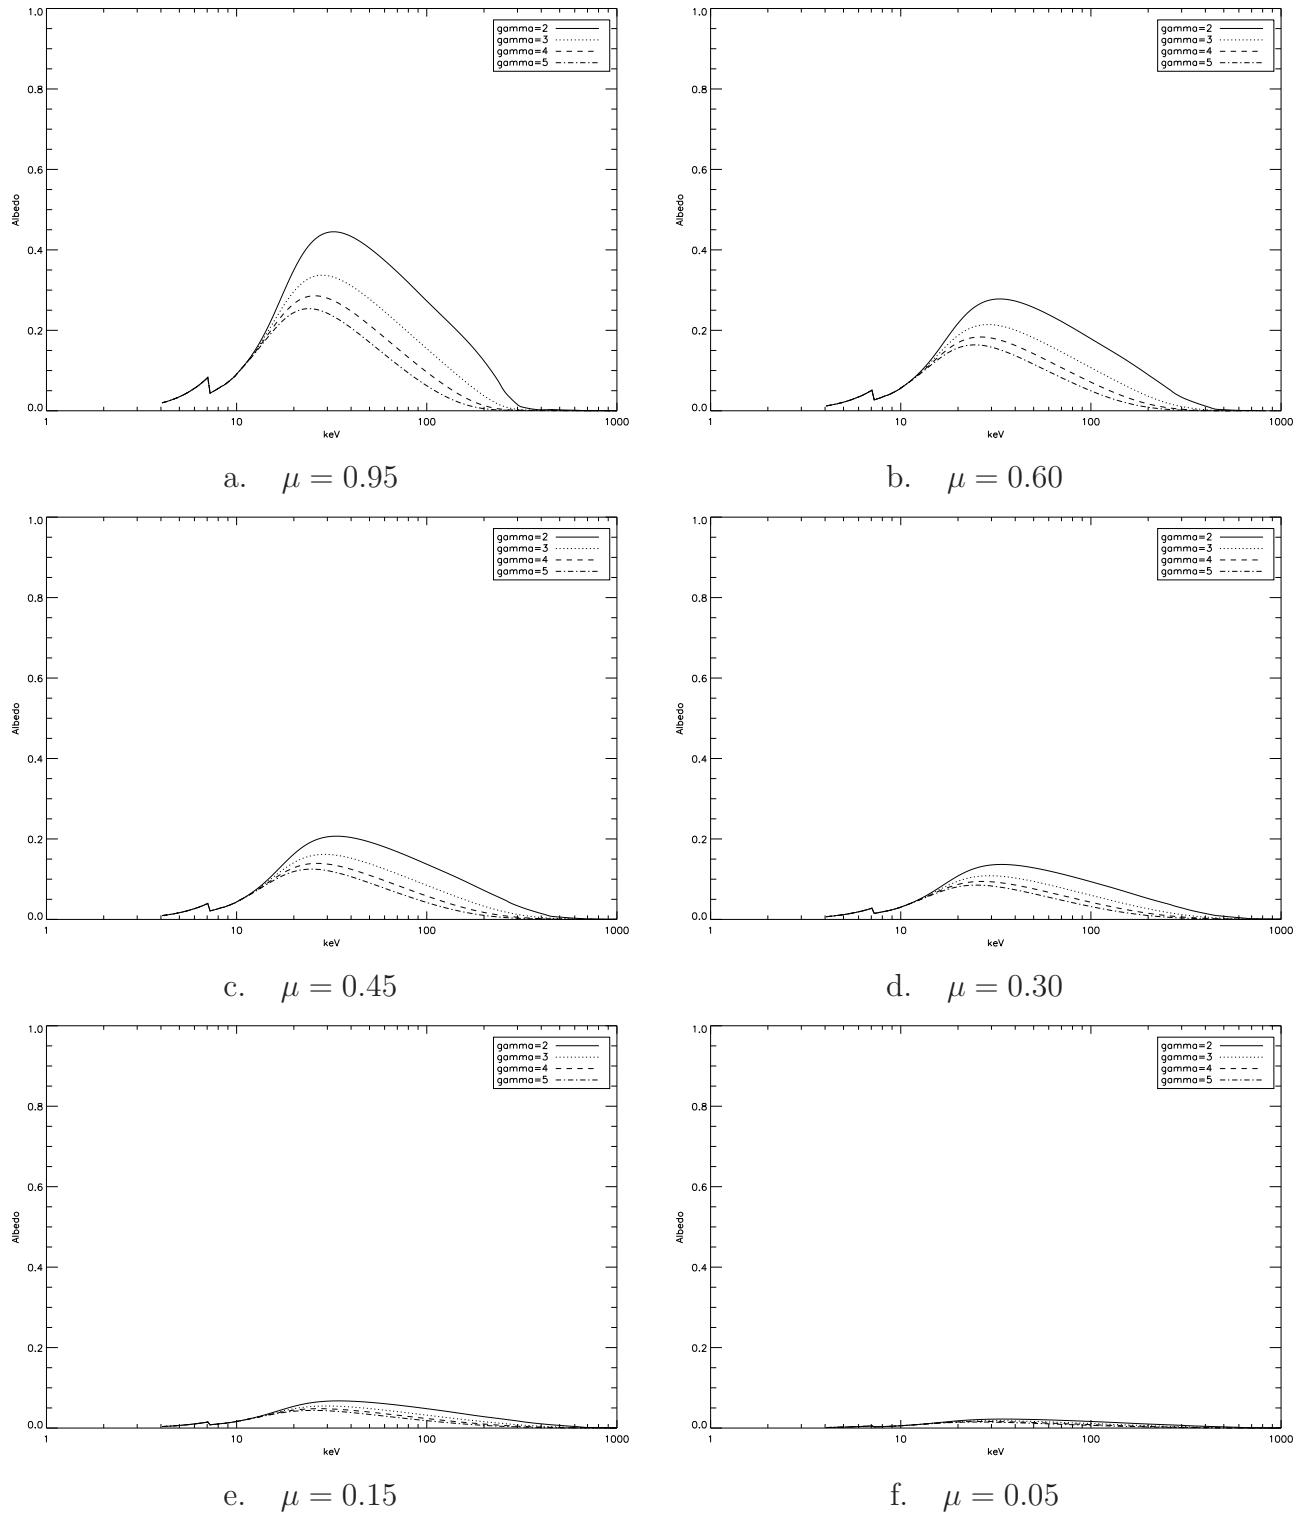 1.0
gamma=2
gamma=3
gamma=4
gamma=5
0.8
0.6
Albedo
0.4
0.2
0.0
1 10 100 1000
keV
a. μ = 0.95
1.0
gamma=2
gamma=3
gamma=4
gamma=5
0.8
0.6
Albedo
0.4
0.2
0.0
1 10 100 1000
keV
b. μ = 0.60
1.0
gamma=2
gamma=3
gamma=4
gamma=5
0.8
0.6
Albedo
0.4
0.2
0.0
1 10 100 1000
keV
c. μ = 0.45
1.0
gamma=2
gamma=3
gamma=4
gamma=5
0.8
0.6
Albedo
0.4
0.2
0.0
1 10 100 1000
keV
d. μ = 0.30
1.0
gamma=2
gamma=3
gamma=4
gamma=5
0.8
0.6
Albedo
0.4
0.2
0.0
1 10 100 1000
keV
e. μ = 0.15
1.0
gamma=2
gamma=3
gamma=4
gamma=5
0.8
0.6
Albedo
0.4
0.2
0.0
1 10 100 1000
keV
f. μ = 0.05